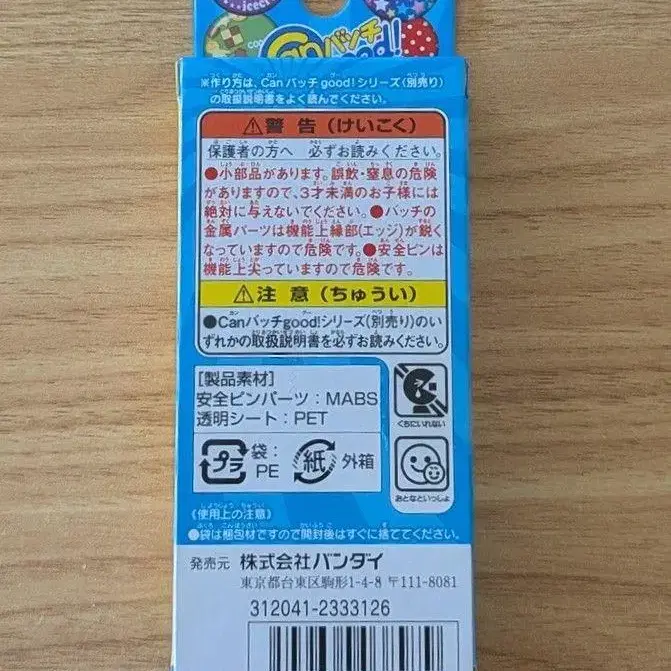 Canバッチ
good!!
※作り方は、Canバッチgood!シリーズ(別売り)
の取扱説明書をよく読んでください。
⚠警告(けいこく)
保護者の方へ 必ずお読みください。
●小部品があります。誤飲・窒息の危険
がありますので、3才未満のお子様には
絶対に与えないでください。●バッチの
金属パーツは機能上縁部(エッジ)が鋭く
なっていますので危険です。●安全ピンは
機能上尖っていますので危険です。
⚠注意(ちゅうい)
●Canバッチgood!シリーズ(別売り)のい
ずれかの取扱説明書を必ずお読みください。
[製品素材]
安全ピンパーツ:MABS
透明シート:PET
くちにいれない
プラ 袋:PE 紙 外箱
おとなといっしょ
〈使用上の注意〉
●袋は梱包材ですので開封後はすぐに捨ててください。
発売元 株式会社バンダイ
東京都台東区駒形1-4-8 〒111-8081
312041-2333126